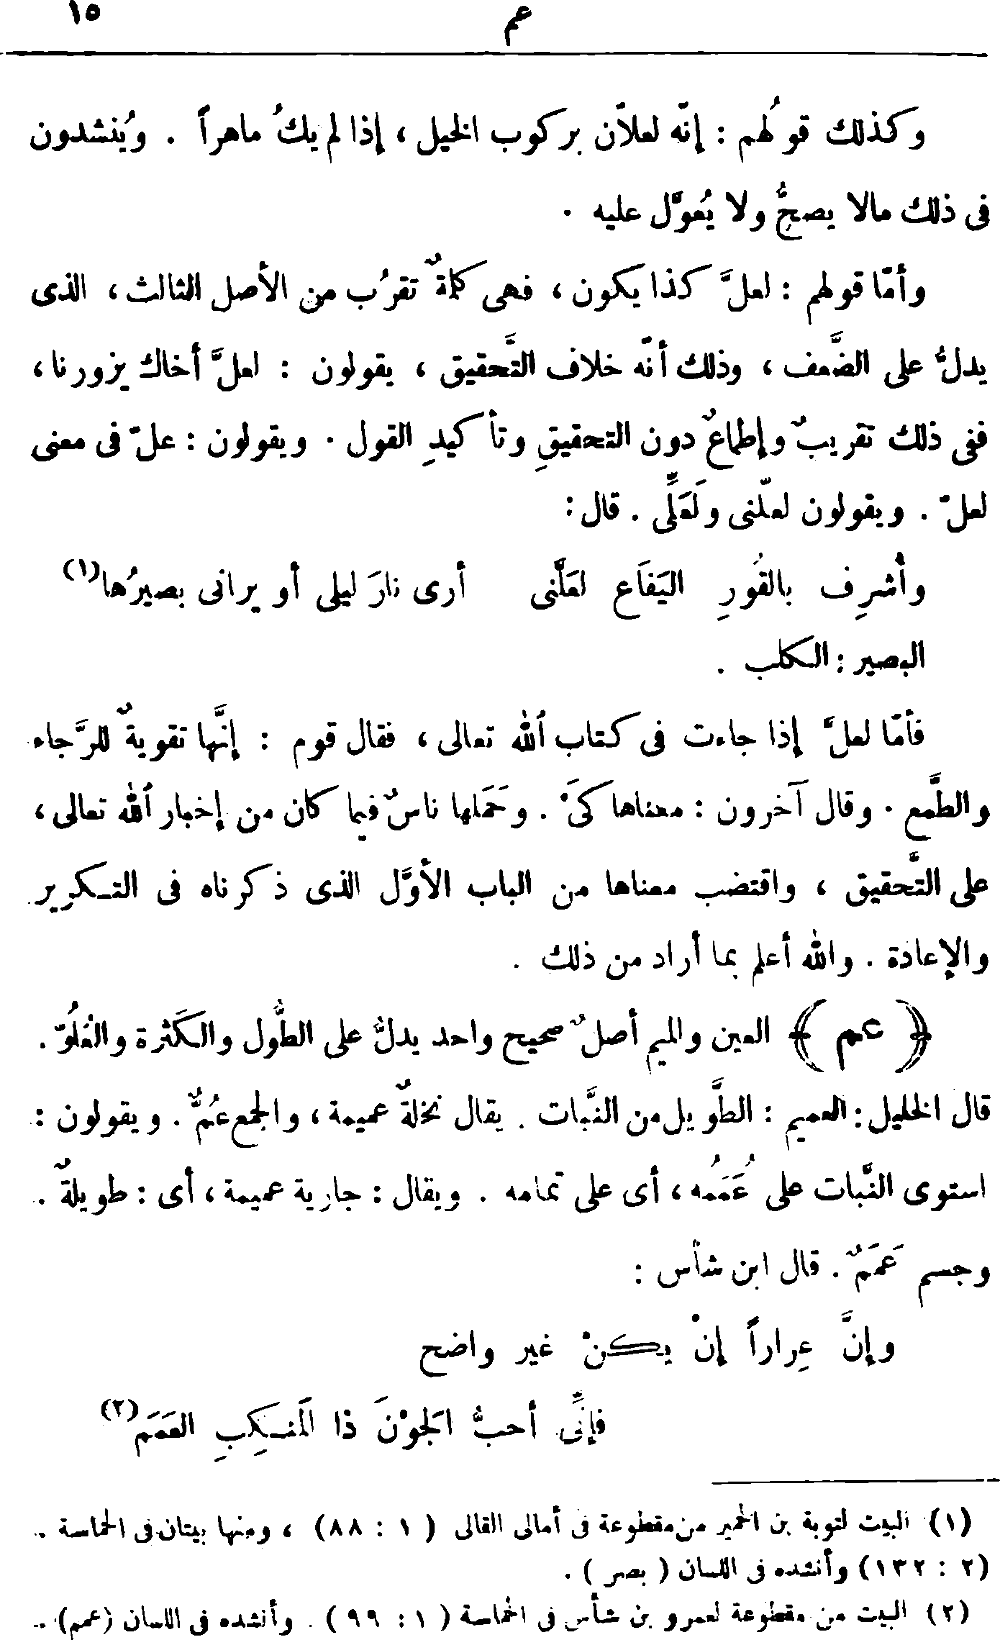 عم ١٥
وكذلك قولُهم : إنّه لعلاّن بركوب الخيل ، إذا لم يكُ ماهراً . ويُنشدون
فى ذلك مالا يصحُّ ولا يُعوَّل عليه .
وأمّا قولهم : لعلَّ كذا يكون ، فهى كلمةٌ تقرُب من الأصل الثالث ، الذى
يدلُّ على الضَّعف ، وذلك أنّه خلاف التَّحقيق ، يقولون : لعلَّ أخاك يزورنا ،
ففى ذلك تقريبٌ وإطماعٌ دون التحقيقِ وتأكيدِ القول . ويقولون : علّ فى معنى
لعلّ . ويقولون لعلّنى ولَعَلِّى . قال :
وأُشرِف بالقُورِ اليَفاَع لعَلَّنى أرى نارَ ليلى أو يرانى بصيرُها (١)
البصير : الكلب .
فأمّا لعلَّ إذا جاءت فى كتاب الله تعالى ، فقال قوم : إنَّها تقويةٌ للرَّجاء
والطَّمع . وقال آخرون : معناها كَىْ . وحَمَلها ناسٌ فيما كان من إخبار الله تعالى ،
على التَّحقيق ، واقتضب معناها من الباب الأوَّل الذى ذكرناه فى التكرير
والإعادة . والله أعلم بما أراد من ذلك .
﴿ عم ﴾ العين والميم أصلٌ صحيح واحد يدلُّ على الطُّول والكَثرة والعُلُوّ .
قال الخليل : العميم : الطَّويل من النَّبات . يقال نخلةٌ عميمة ، والجمع عُمٌّ . ويقولون :
استوى النَّبات على عُمَمُه ، أى على تمامه . ويقال : جارية عميمة ، أى : طويلةٌ .
وجسم عَمَمٌ . قال ابن شأس :
وإنَّ عِراراً إنْ يكنْ غير واضح
فإنِّى أحبُّ الجَوْنَ ذا المَنكِبِ العَمَم (٢)
(١) البيت لتوبة بن الحمير من مقطوعة فى أمالى القالى ( ١ : ٨٨ ) ، ومنها بيتان فى الحماسة .
(٢ : ١٣٢) وأنشده فى اللسان ( بصر ) .
(٢) البيت من مقطوعة لعمرو بن شأس فى الحماسة ( ١ : ٩٩ ) . وأنشده فى اللسان (عمم) .